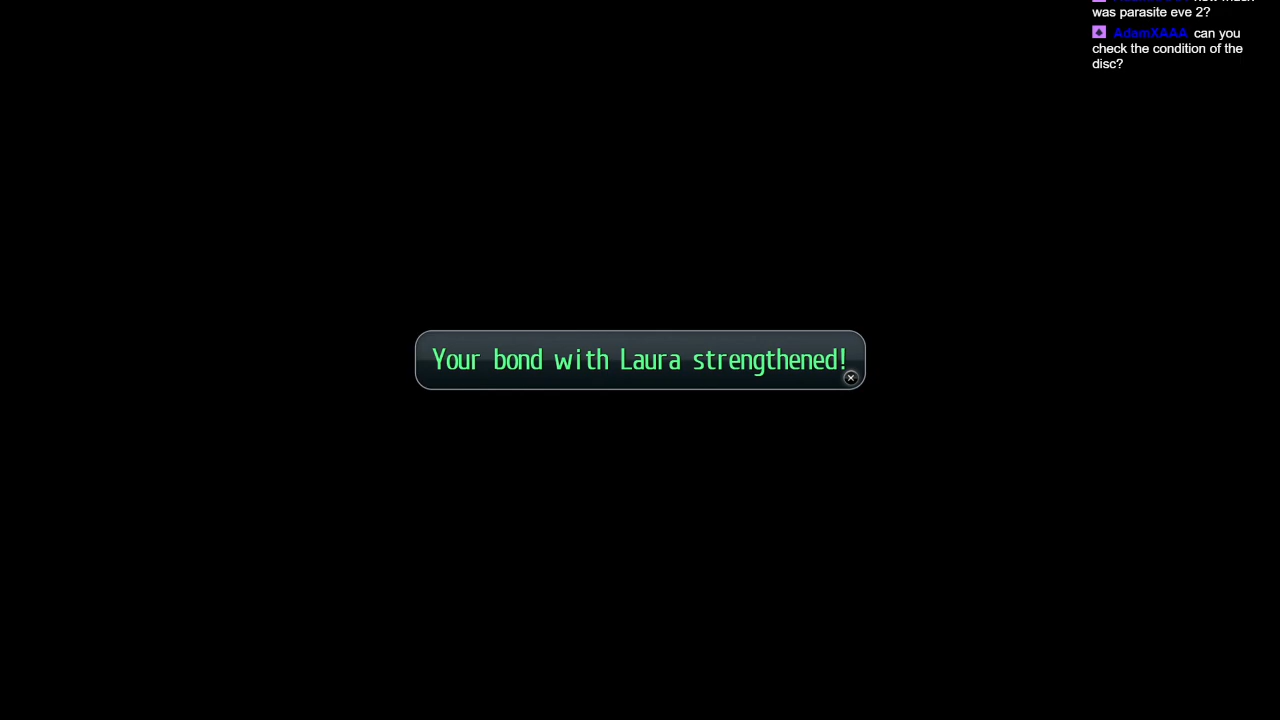 was parasite eve 2?
AdamXAAA can you
check the condition of the
disc?
Your bond with Laura strengthened!